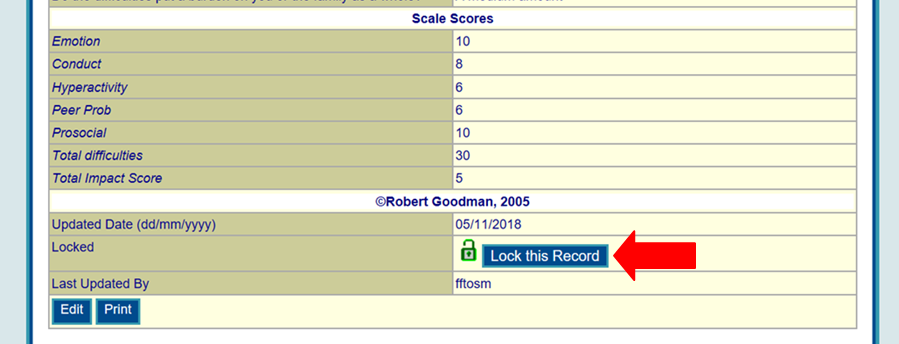 Scale Scores
Emotion 10
Conduct 8
Hyperactivity 6
Peer Prob 6
Prosocial 10
Total difficulties 30
Total Impact Score 5
©Robert Goodman, 2005
Updated Date (dd/mm/yyyy) 05/11/2018
Locked Lock this Record
Last Updated By fftosm
Edit Print